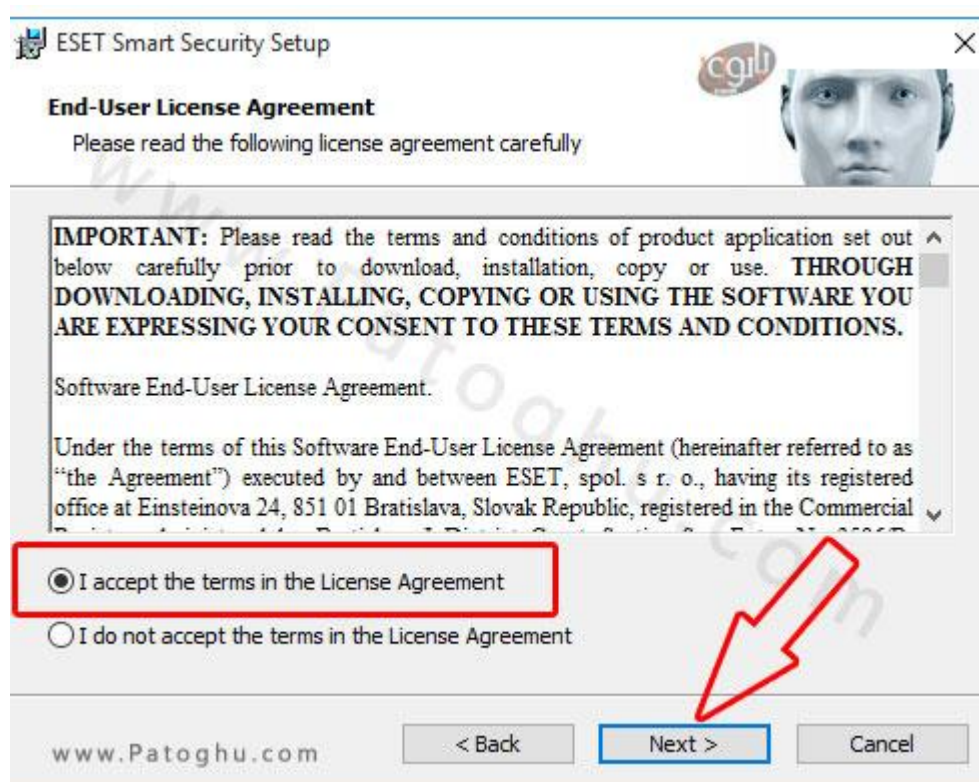 ESET Smart Security Setup
End-User License Agreement
Please read the following license agreement carefully
IMPORTANT: Please read the terms and conditions of product application set out
below carefully prior to download, installation, copy or use. THROUGH
DOWNLOADING, INSTALLING, COPYING OR USING THE SOFTWARE YOU
ARE EXPRESSING YOUR CONSENT TO THESE TERMS AND CONDITIONS.
Software End-User License Agreement.
Under the terms of this Software End-User License Agreement (hereinafter referred to as
“the Agreement”) executed by and between ESET, spol. s r. o., having its registered
office at Einsteinova 24, 851 01 Bratislava, Slovak Republic, registered in the Commercial
I accept the terms in the License Agreement
I do not accept the terms in the License Agreement
www.Patoghu.com
www.Patoghu.com
< Back
Next >
Cancel